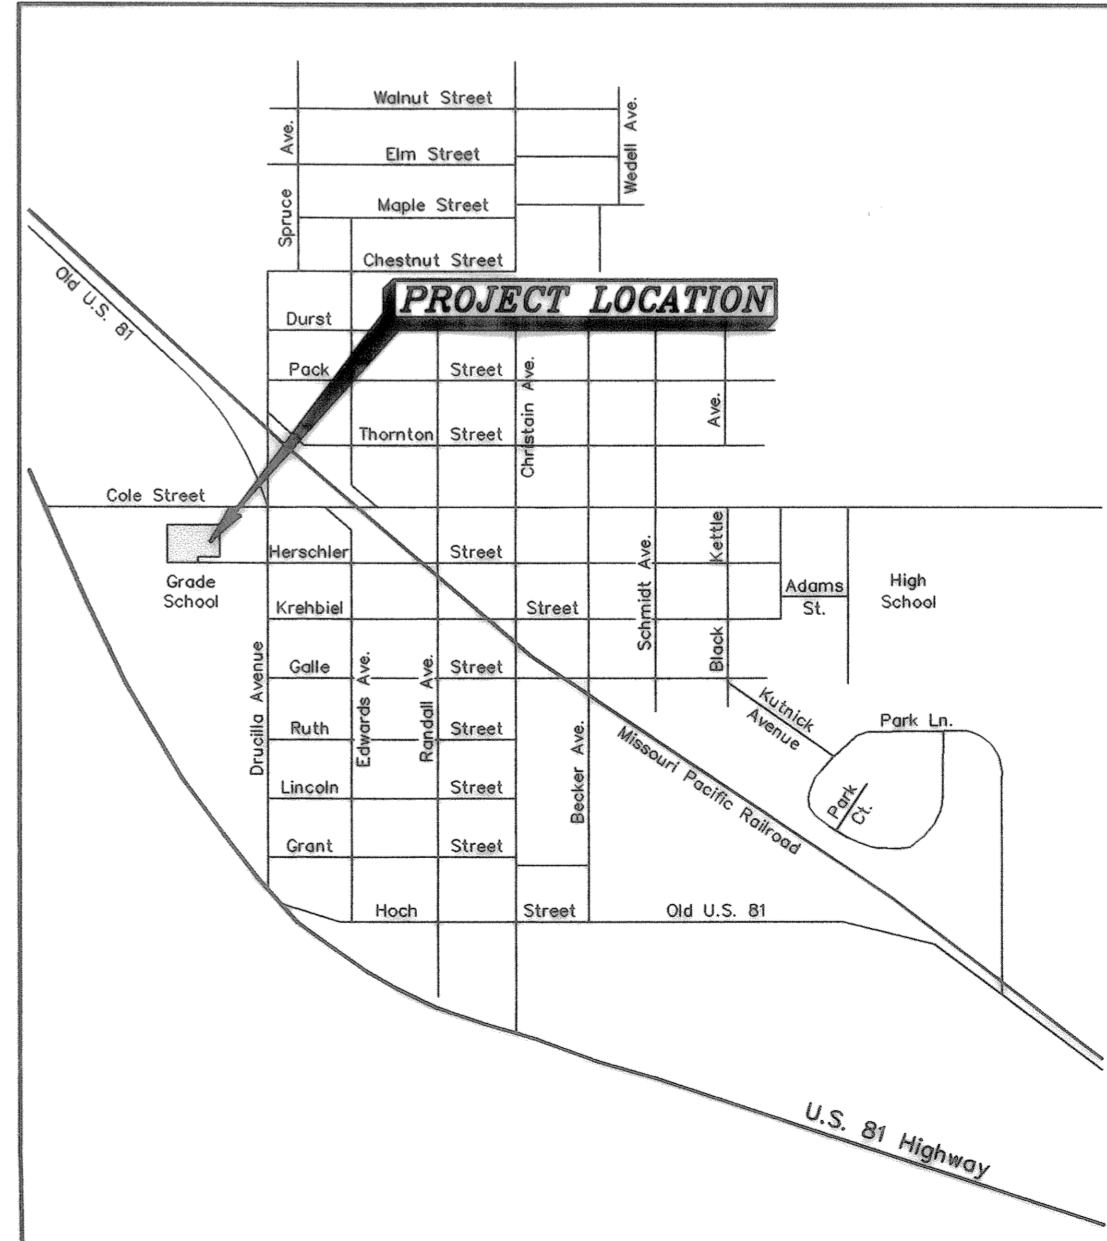 Walnut Street
Elm Street
Maple Street
Chestnut Street
Spruce Ave.
Wedell Ave.
Old U.S. 81
PROJECT LOCATION
Durst
Pack Street
Thornton Street
Christain Ave.
Ave.
Cole Street
Grade
School
Herschler Street
Krehbiel Street
Galle Street
Ruth Street
Lincoln Street
Grant Street
Hoch Street
Old U.S. 81
Drucilla Avenue
Edwards Ave.
Randall Ave.
Becker Ave.
Schmidt Ave.
Black Kettle
Adams
St.
High
School
Kutnick
Avenue
Park Ln.
Park
Ct.
Missouri Pacific Railroad
U.S. 81 Highway